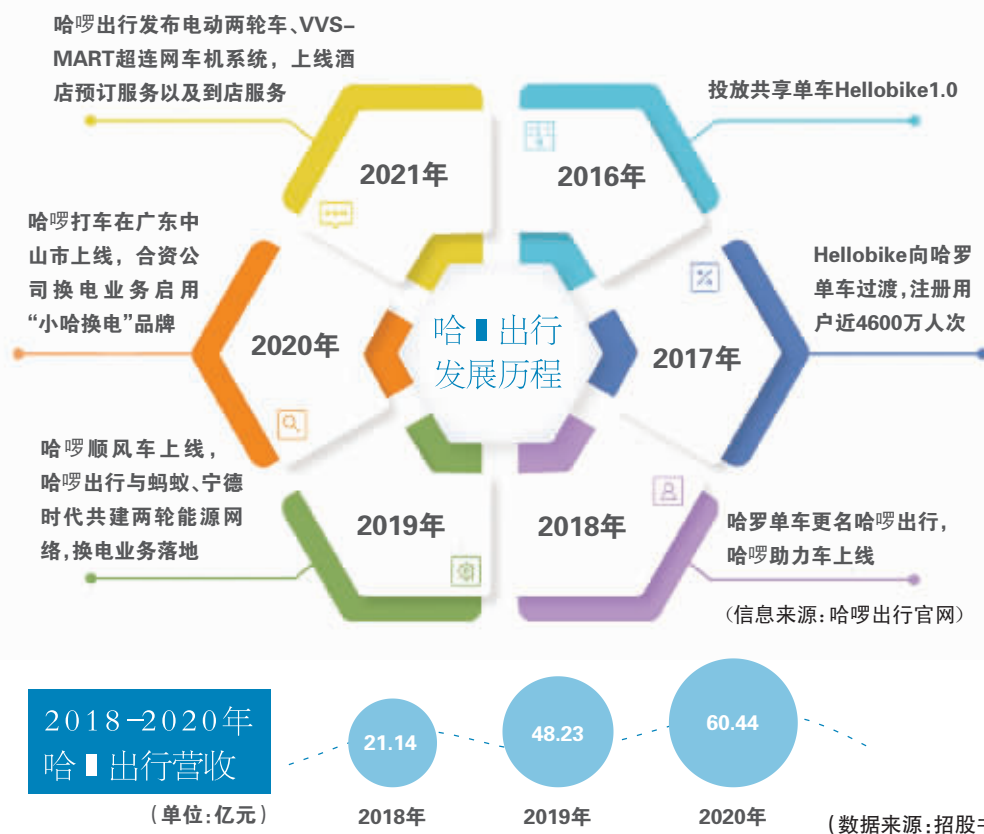 哈啰出行发布电动两轮车、VVS-
MART超连网车机系统，上线酒
店预订服务以及到店服务
2021年
投放共享单车Hellobike1.0
2016年
Hellobike向哈罗
单车过渡,注册用
户近4600万人次
2017年
哈罗单车更名哈啰出行，
哈啰助力车上线
2018年
哈啰顺风车上线，
哈啰出行与蚂蚁、宁德
时代共建两轮能源网
络,换电业务落地
2019年
哈啰打车在广东中
山市上线，合资公
司换电业务启用
“小哈换电”品牌
2020年
哈▮出行
发展历程
（信息来源:哈啰出行官网）
2018-2020年
哈▮出行营收
(单位:亿元)
21.14
2018年
48.23
2019年
60.44
2020年
(数据来源:招股